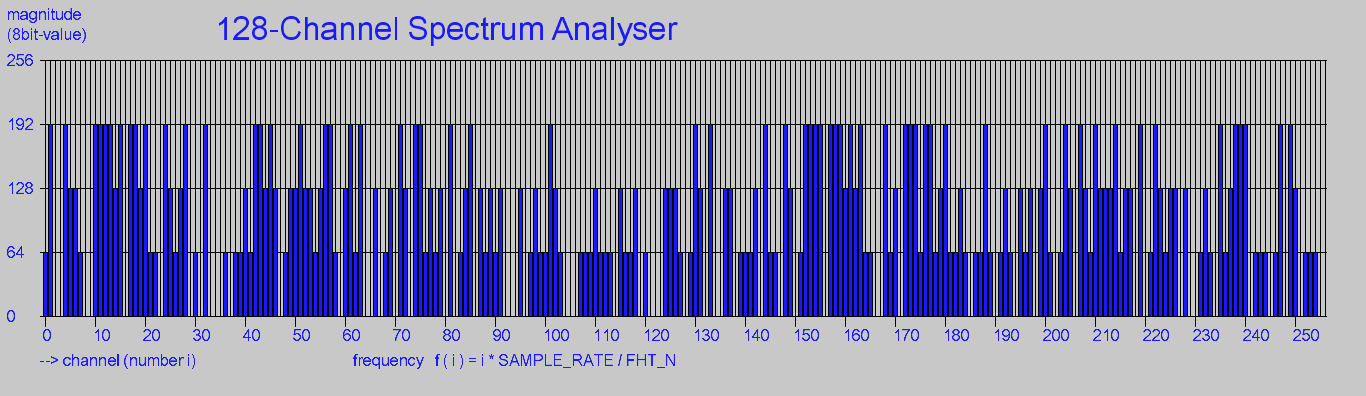 magnitude
(8bit-value)
128-Channel Spectrum Analyser
256
192
128
64
0
0 10 20 30 40 50 60 70 80 90 100 110 120 130 140 150 160 170 180 190 200 210 220 230 240 250
--> channel (number i)
frequency f ( i ) = i * SAMPLE_RATE / FHT_N